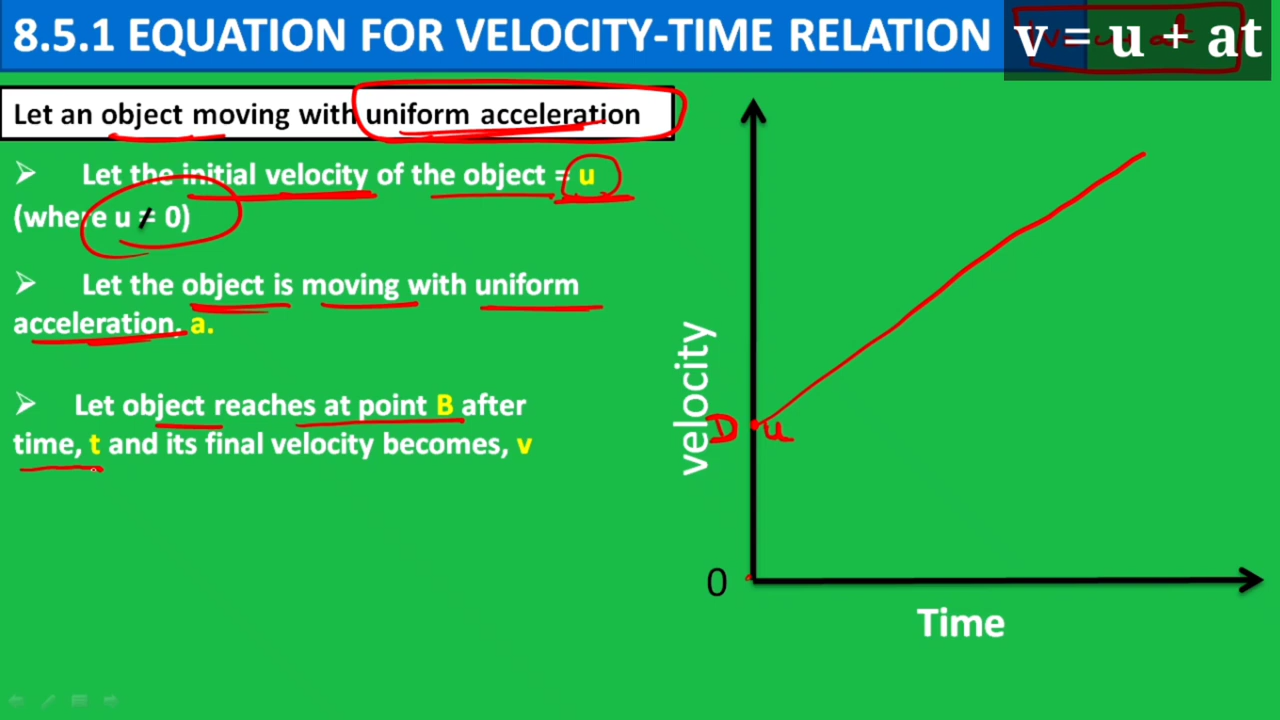 8.5.1 EQUATION FOR VELOCITY-TIME RELATION
v = u + at
Let an object moving with uniform acceleration
Let the initial velocity of the object = u
(where u ≠ 0)
Let the object is moving with uniform
acceleration, a.
Let object reaches at point B after
time, t and its final velocity becomes, v
velocity
D u
0
Time